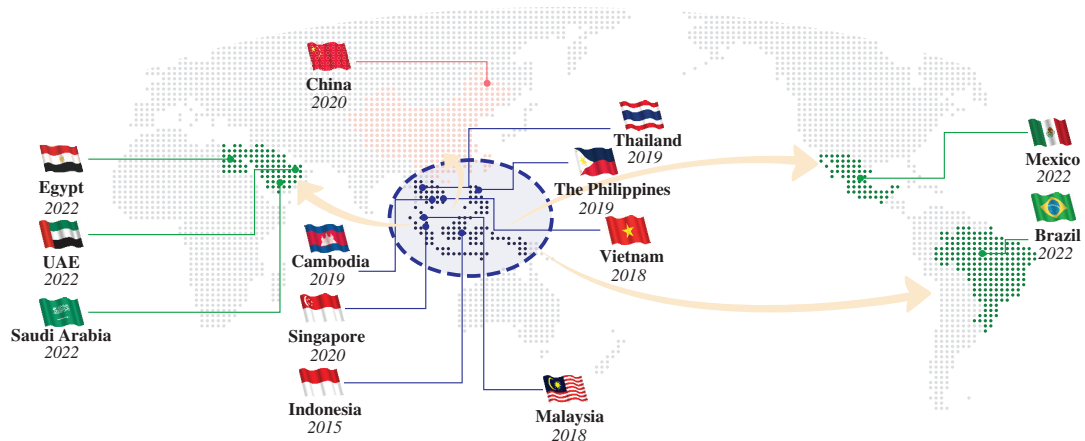 China
2020
Thailand
2019
The Philippines
2019
Vietnam
2018
Mexico
2022
Brazil
2022
Egypt
2022
UAE
2022
Saudi Arabia
2022
Cambodia
2019
Singapore
2020
Indonesia
2015
Malaysia
2018